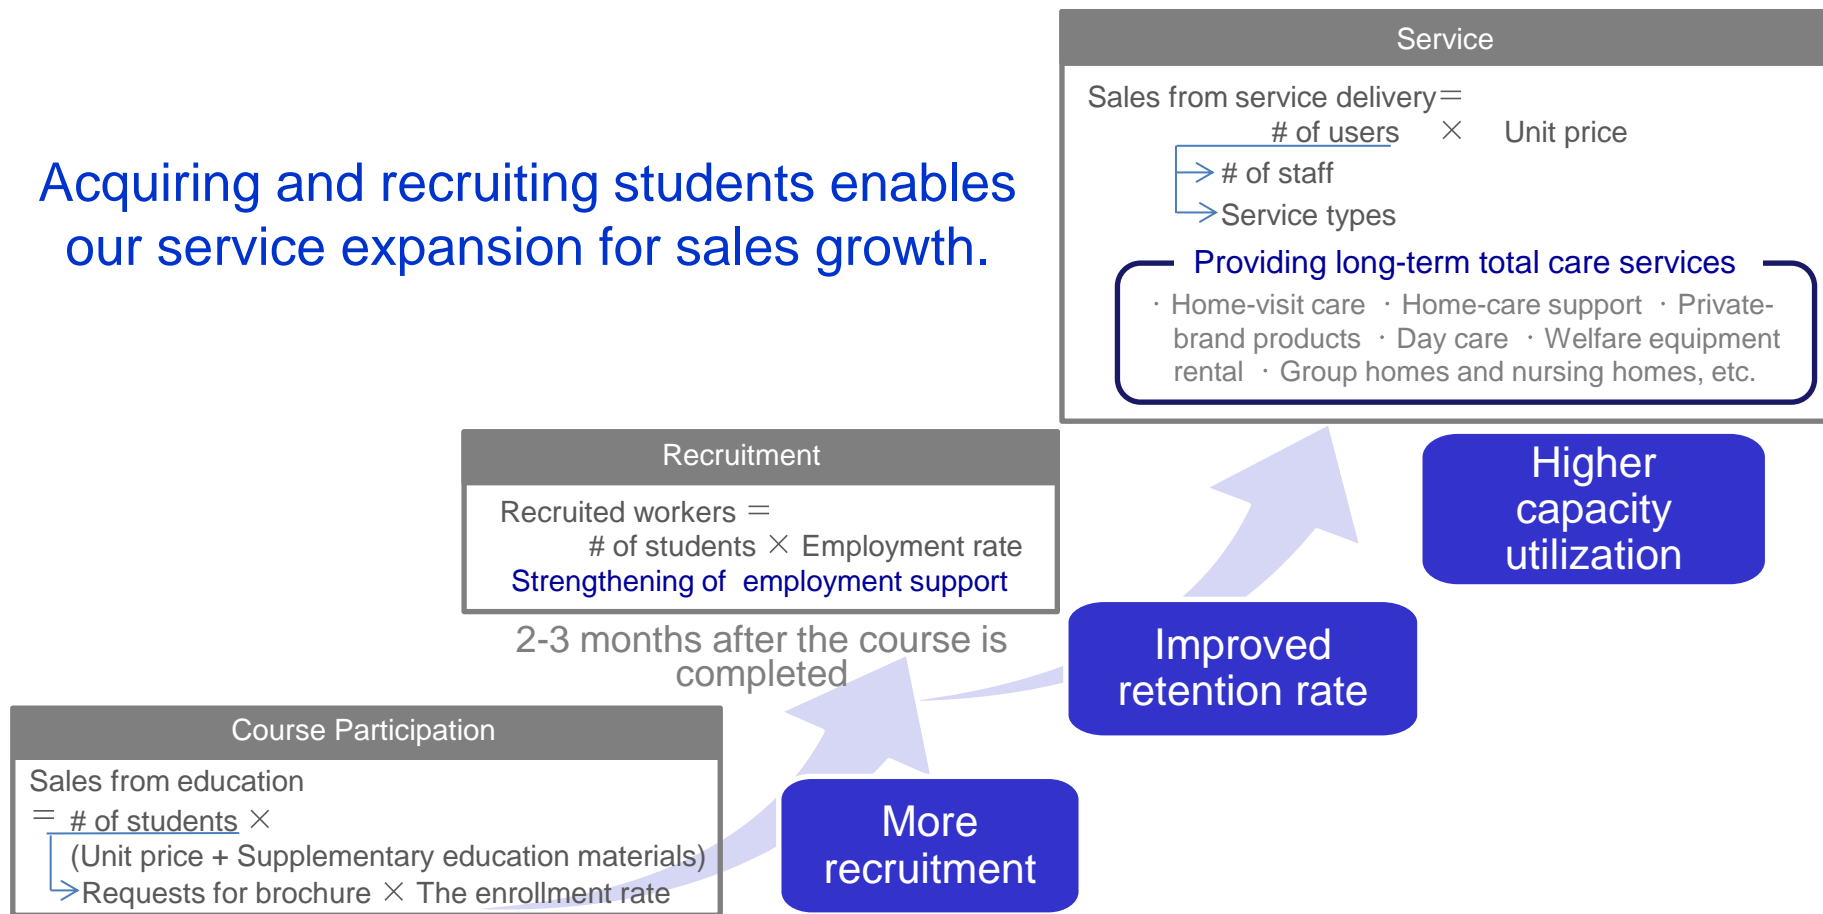 Acquiring and recruiting students enables
our service expansion for sales growth.
Service
Sales from service delivery＝
# of users × Unit price
# of staff
Service types
Providing long-term total care services
・Home-visit care ・Home-care support ・Private-
brand products ・Day care ・Welfare equipment
rental ・Group homes and nursing homes, etc.
Recruitment
Recruited workers ＝
# of students × Employment rate
Strengthening of employment support
2-3 months after the course is
completed
Course Participation
Sales from education
＝ # of students ×
(Unit price + Supplementary education materials)
Requests for brochure × The enrollment rate
More
recruitment
Improved
retention rate
Higher
capacity
utilization